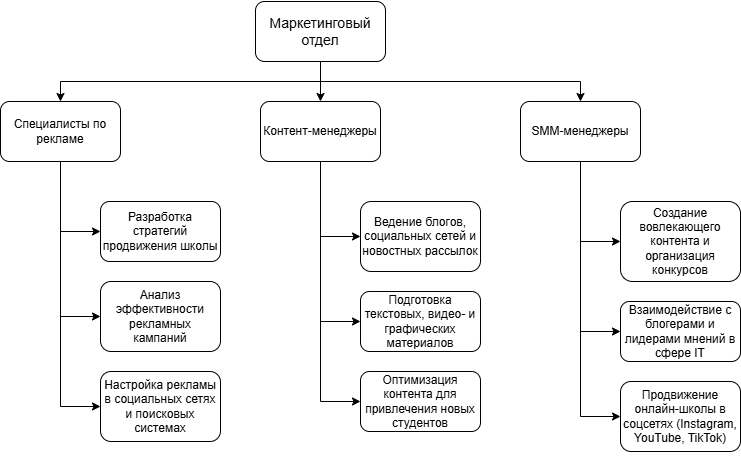 Маркетинговый
отдел
Специалисты по
рекламе
Контент-менеджеры
SMM-менеджеры
Разработка
стратегий
продвижения школы
Анализ
эффективности
рекламных
кампаний
Настройка рекламы
в социальных сетях
и поисковых
системах
Ведение блогов,
социальных сетей и
новостных рассылок
Подготовка
текстовых, видео- и
графических
материалов
Оптимизация
контента для
привлечения новых
студентов
Создание
вовлекающего
контента и
организация
конкурсов
Взаимодействие с
блогерами и
лидерами мнений в
сфере IT
Продвижение
онлайн-школы в
соцсетях (Instagram,
YouTube, TikTok)